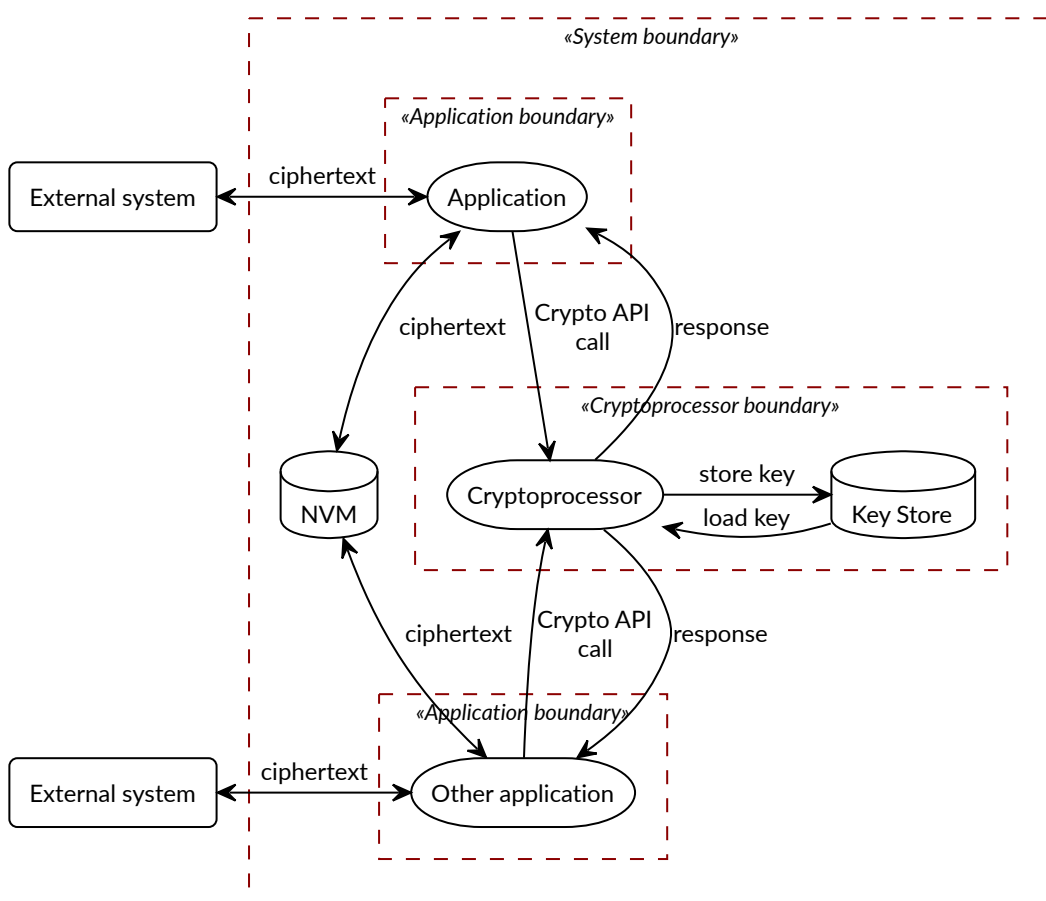 «System boundary»
«Application boundary»
External system
ciphertext
Application
ciphertext
Crypto API
call
response
«Cryptoprocessor boundary»
NVM
Cryptoprocessor
store key
load key
Key Store
ciphertext
Crypto API
call
response
«Application boundary»
External system
ciphertext
Other application